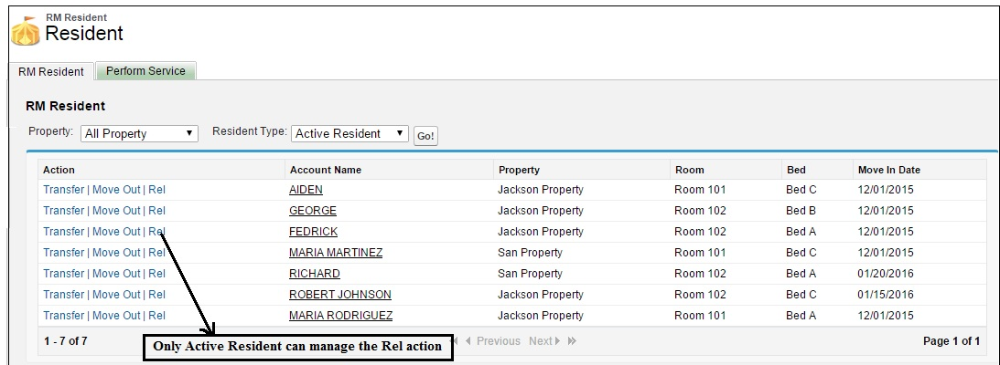 RM Resident
Resident
RM Resident Perform Service
RM Resident
Property: All Property Resident Type: Active Resident Go!
Action Account Name Property Room Bed Move In Date
Transfer | Move Out | Rel AIDEN Jackson Property Room 101 Bed C 12/01/2015
Transfer | Move Out | Rel GEORGE Jackson Property Room 102 Bed B 12/01/2015
Transfer | Move Out | Rel FEDRICK Jackson Property Room 102 Bed A 12/01/2015
Transfer | Move Out | Rel MARIA MARTINEZ San Property Room 101 Bed C 12/01/2015
Transfer | Move Out | Rel RICHARD San Property Room 102 Bed A 01/20/2016
Transfer | Move Out | Rel ROBERT JOHNSON Jackson Property Room 102 Bed C 01/15/2016
Transfer | Move Out | Rel MARIA RODRIGUEZ Jackson Property Room 101 Bed A 12/01/2015
1 - 7 of 7 Previous Next Page 1 of 1
Only Active Resident can manage the Rel action